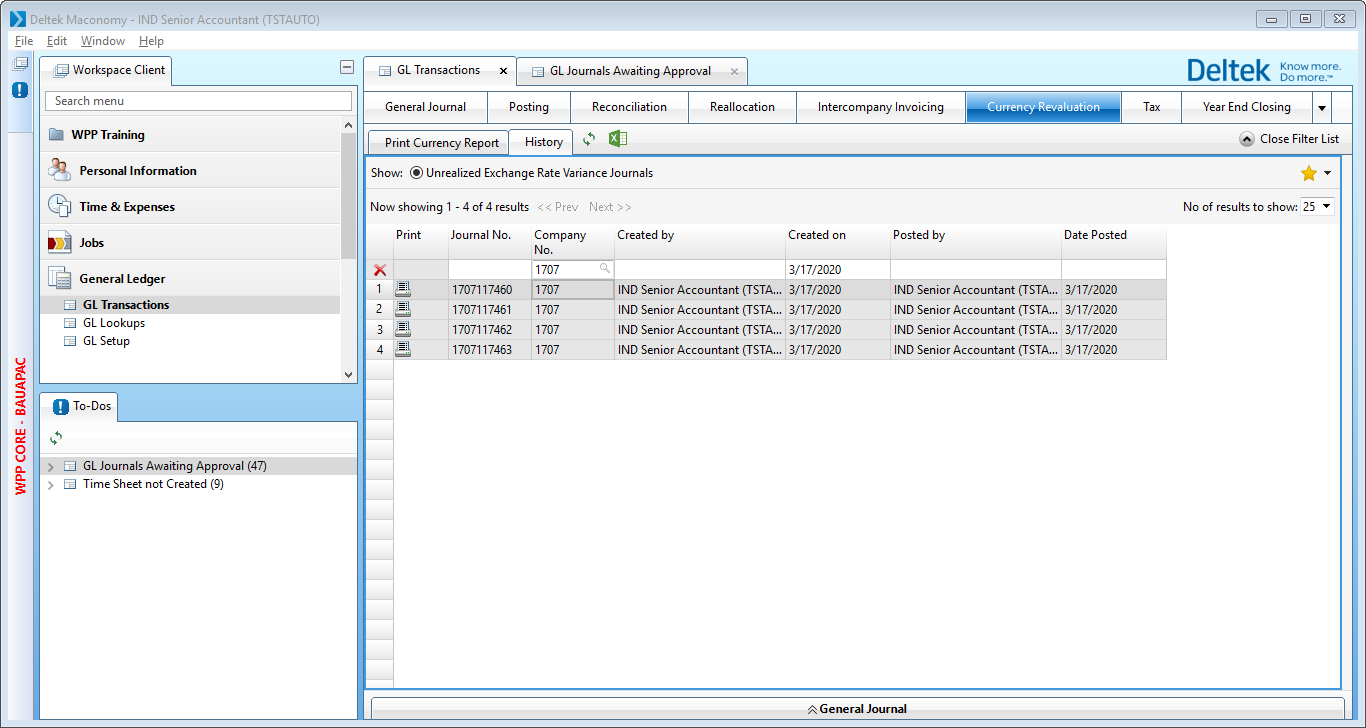 Deltek Maconomy - IND Senior Accountant (TSTAUTO)
File Edit Window Help
Workspace Client
Search menu
WPP Training
Personal Information
Time & Expenses
Jobs
General Ledger
GL Transactions
GL Lookups
GL Setup
WPP CORE - BAUAPAC
To-Dos
GL Journals Awaiting Approval (47)
Time Sheet not Created (9)
GL Transactions GL Journals Awaiting Approval
Deltek Know more.
Do more.™
General Journal Posting Reconciliation Reallocation Intercompany Invoicing Currency Revaluation Tax Year End Closing
Print Currency Report History Close Filter List
Show: Unrealized Exchange Rate Variance Journals
Now showing 1 - 4 of 4 results << Prev Next >> No of results to show: 25
Print Journal No. Company No. Created by Created on Posted by Date Posted
1707 3/17/2020
1 1707117460 1707 IND Senior Accountant (TSTA... 3/17/2020 IND Senior Accountant (TSTA... 3/17/2020
2 1707117461 1707 IND Senior Accountant (TSTA... 3/17/2020 IND Senior Accountant (TSTA... 3/17/2020
3 1707117462 1707 IND Senior Accountant (TSTA... 3/17/2020 IND Senior Accountant (TSTA... 3/17/2020
4 1707117463 1707 IND Senior Accountant (TSTA... 3/17/2020 IND Senior Accountant (TSTA... 3/17/2020
General Journal